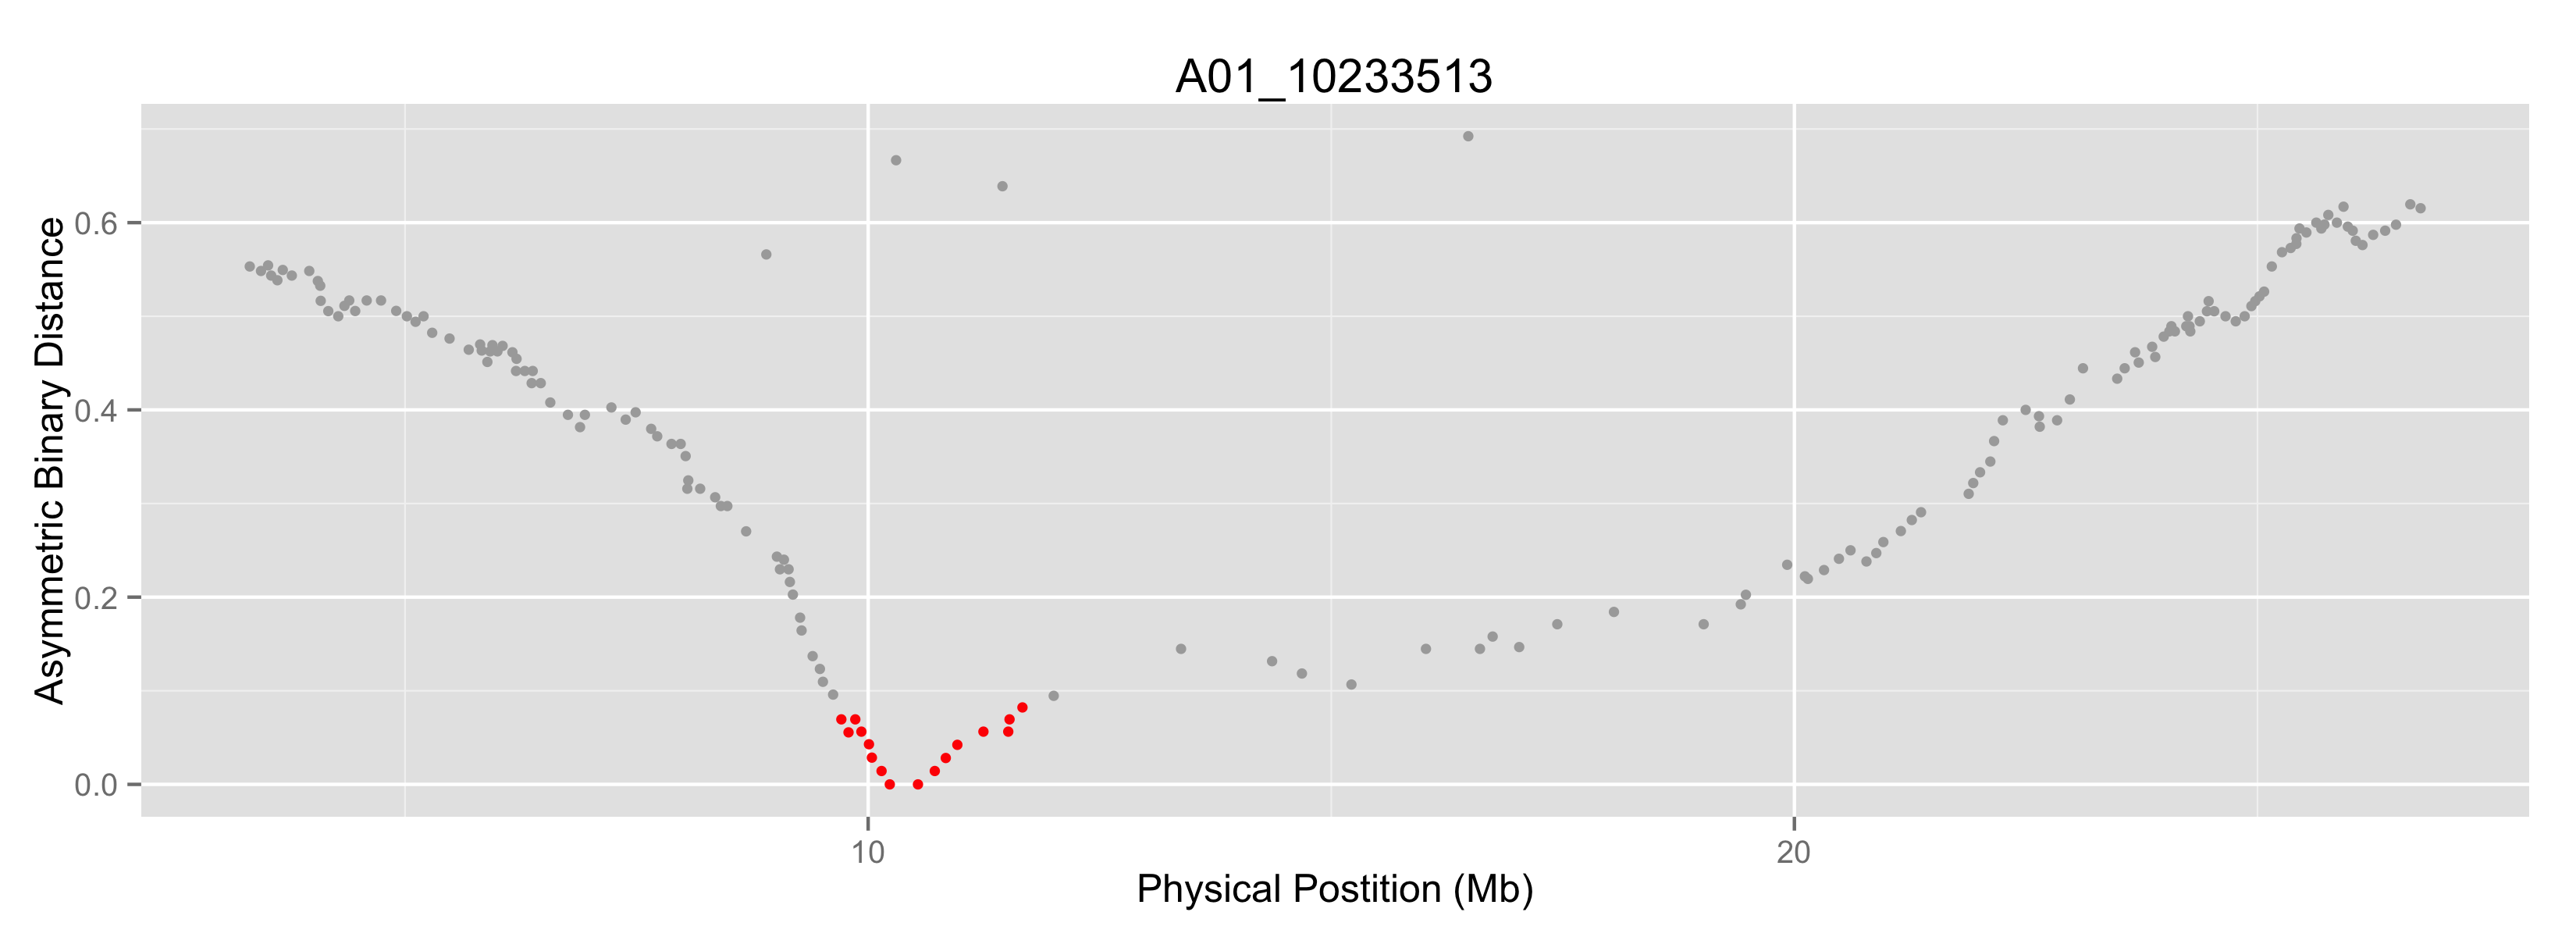 A01_10233513
Asymmetric Binary Distance
0.6
0.4
0.2
0.0
10
20
Physical Postition (Mb)